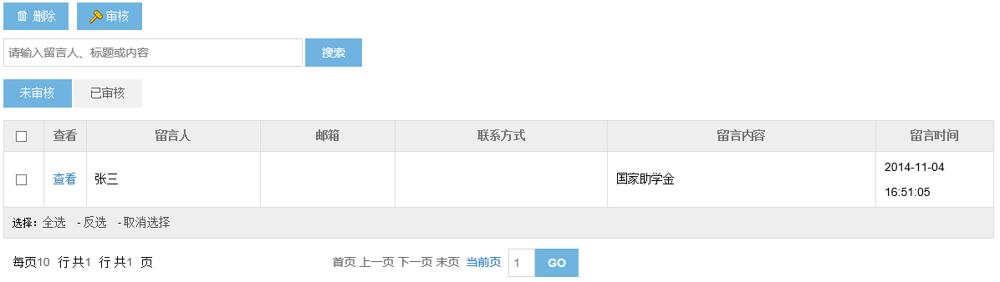 删除 审核
请输入留言人、标题或内容 搜索
未审核 已审核
查看 留言人 邮箱 联系方式 留言内容 留言时间
查看 张三 国家助学金 2014-11-04
16:51:05
选择：全选 - 反选 - 取消选择
每页10 行 共1 行 共1 页 首页 上一页 下一页 末页 当前页 1 GO